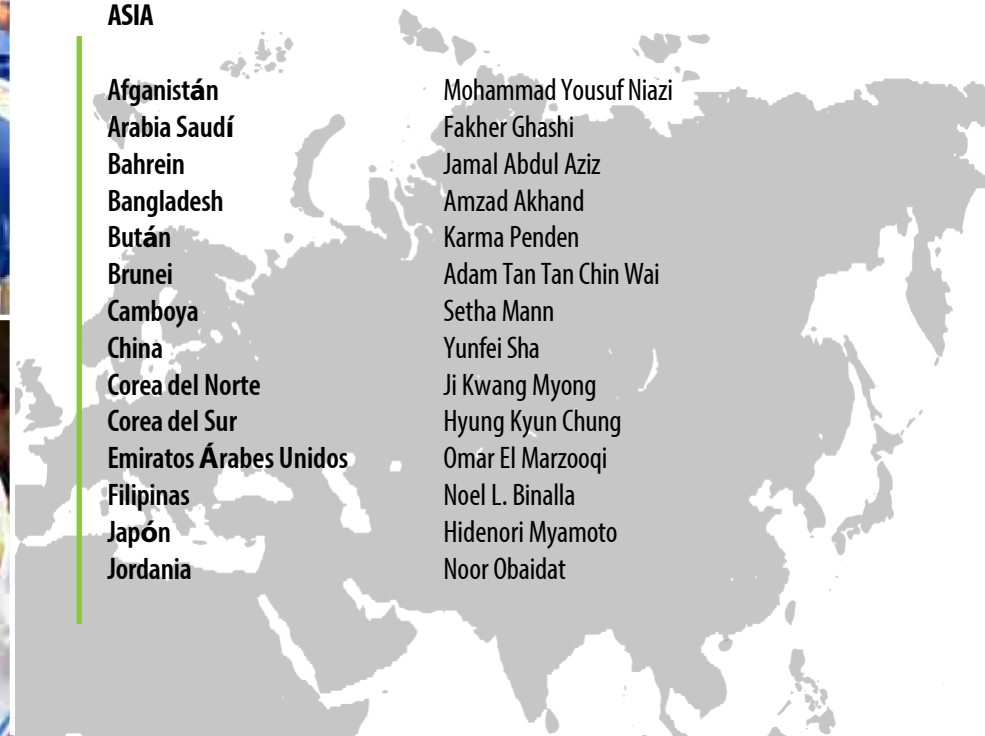 ASIA
Afganistán Mohammad Yousuf Niazi
Arabia Saudí Fakher Ghashi
Bahrein Jamal Abdul Aziz
Bangladesh Amzad Akhand
Bután Karma Penden
Brunei Adam Tan Tan Chin Wai
Camboya Setha Mann
China Yunfei Sha
Corea del Norte Ji Kwang Myong
Corea del Sur Hyung Kyun Chung
Emiratos Árabes Unidos Omar El Marzooqi
Filipinas Noel L. Binalla
Japón Hidenori Myamoto
Jordania Noor Obaidat